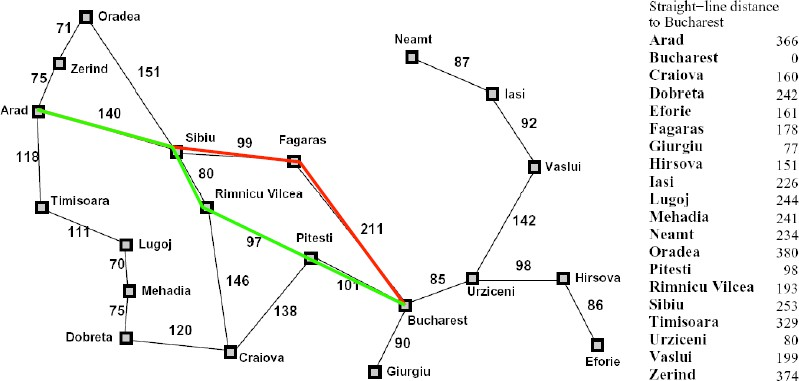 Straight-line distance
to Bucharest
Arad 366
Bucharest 0
Craiova 160
Dobreta 242
Eforie 161
Fagaras 178
Giurgiu 77
Hirsova 151
Iasi 226
Lugoj 244
Mehadia 241
Neamt 234
Oradea 380
Pitesti 98
Rimnicu Vilcea 193
Sibiu 253
Timisoara 329
Urziceni 80
Vaslui 199
Zerind 374
Oradea
71
Neamt
87
Zerind
75
151
Iasi
Arad
140
92
Sibiu
99
Fagaras
118
80
Vaslui
Rimnicu Vilcea
Timisoara
111
97
Pitesti
211
142
Lugoj
70
146
101
85
98
Hirsova
Mehadia
Urziceni
75
138
Bucharest
86
Dobreta
120
90
Craiova
Giurgiu
Eforie